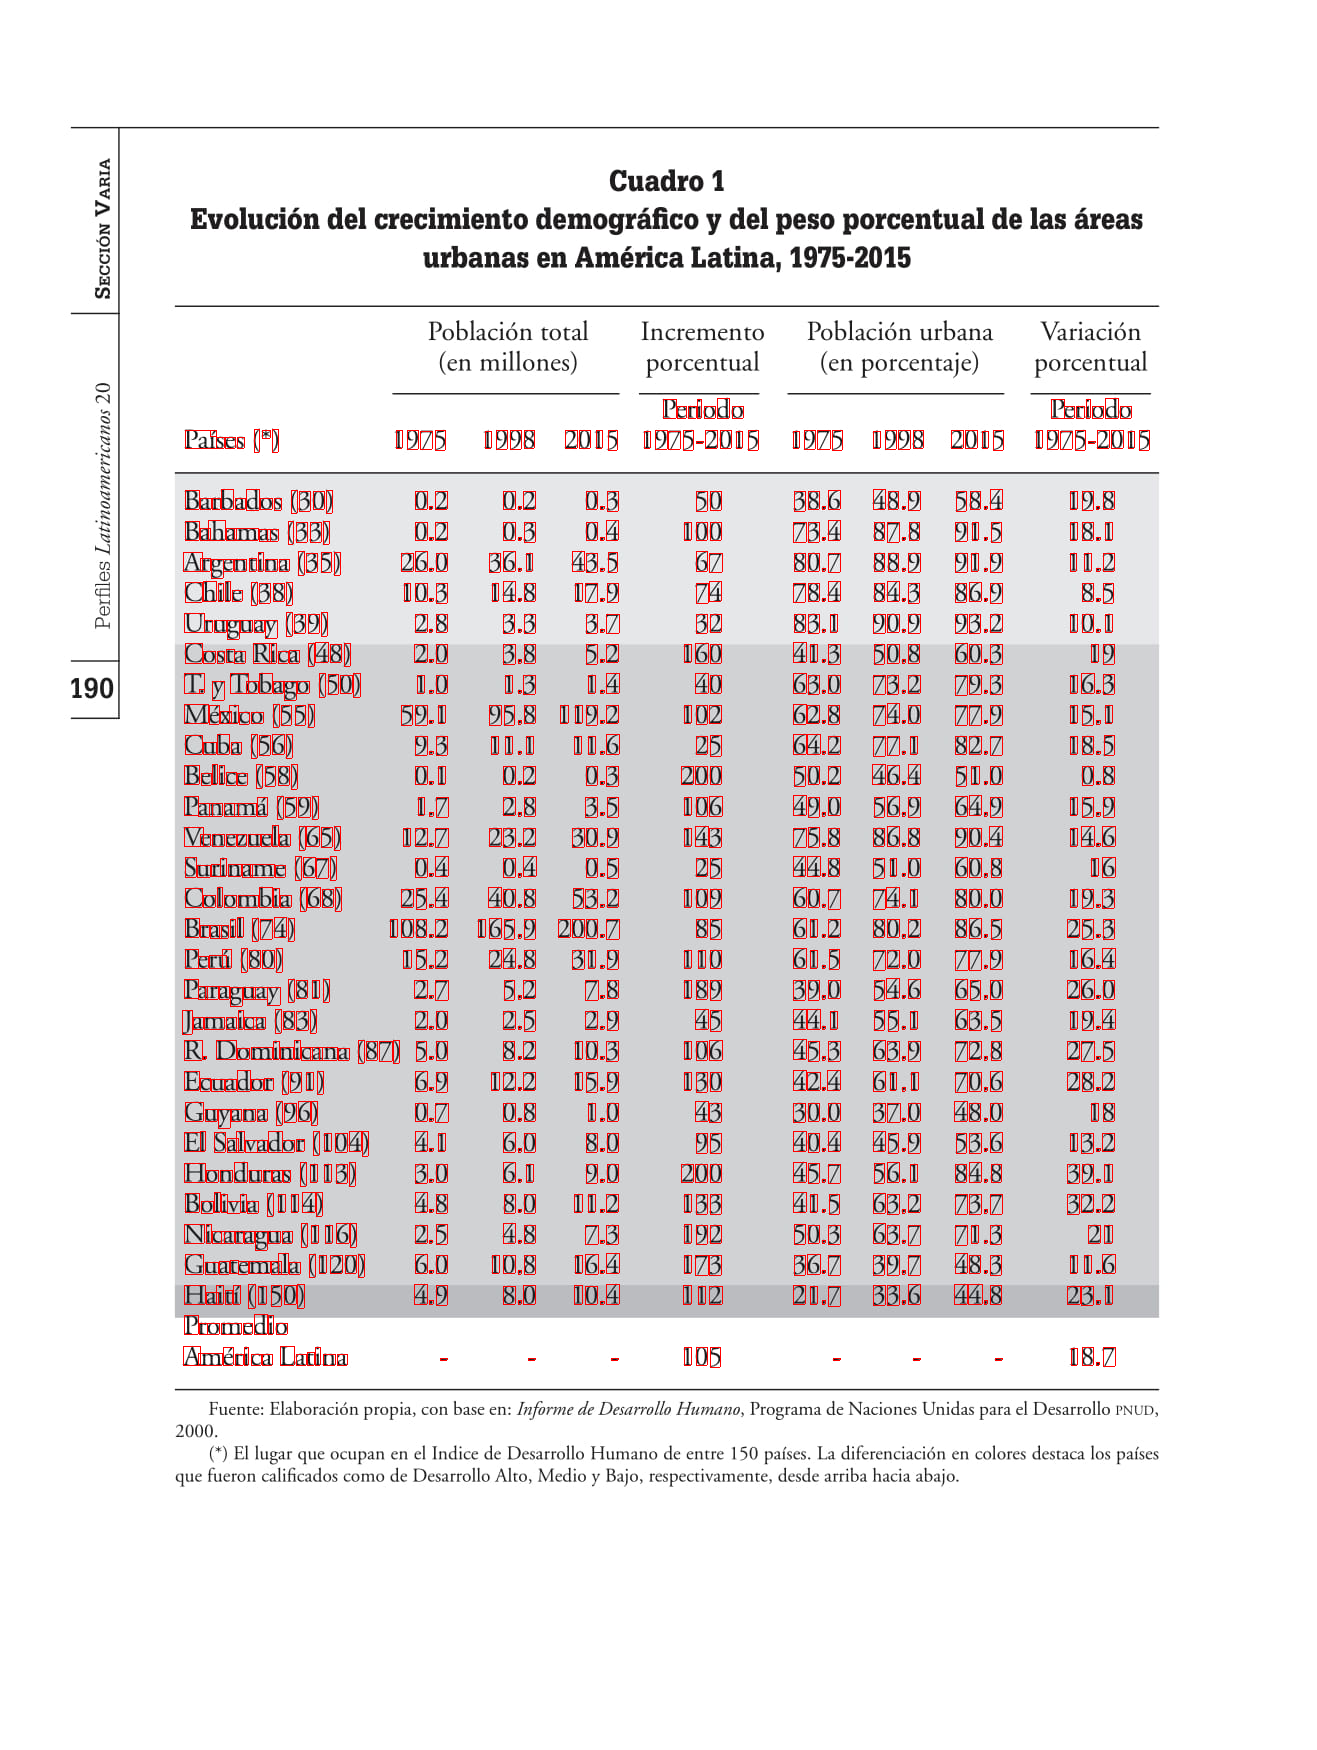 SECCIÓN VARIA
Perfiles Latinoamericanos 20
190
Cuadro 1
Evolución del crecimiento demográfico y del peso porcentual de las áreas
urbanas en América Latina, 1975-2015
Población total Incremento Población urbana Variación
(en millones) porcentual (en porcentaje) porcentual
Periodo Periodo
Países (*) 1975 1998 2015 1975-2015 1975 1998 2015 1975-2015
Barbados (30) 0.2 0.2 0.3 50 38.6 48.9 58.4 19.8
Bahamas (33) 0.2 0.3 0.4 100 73.4 87.8 91.5 18.1
Argentina (35) 26.0 36.1 43.5 67 80.7 88.9 91.9 11.2
Chile (38) 10.3 14.8 17.9 74 78.4 84.3 86.9 8.5
Uruguay (39) 2.8 3.3 3.7 32 83.1 90.9 93.2 10.1
Costa Rica (48) 2.0 3.8 5.2 160 41.3 50.8 60.3 19
T. y Tobago (50) 1.0 1.3 1.4 40 63.0 73.2 79.3 16.3
México (55) 59.1 95.8 119.2 102 62.8 74.0 77.9 15.1
Cuba (56) 9.3 11.1 11.6 25 64.2 77.1 82.7 18.5
Belice (58) 0.1 0.2 0.3 200 50.2 46.4 51.0 0.8
Panamá (59) 1.7 2.8 3.5 106 49.0 56.9 64.9 15.9
Venezuela (65) 12.7 23.2 30.9 143 75.8 86.8 90.4 14.6
Suriname (67) 0.4 0.4 0.5 25 44.8 51.0 60.8 16
Colombia (68) 25.4 40.8 53.2 109 60.7 74.1 80.0 19.3
Brasil (74) 108.2 165.9 200.7 85 61.2 80.2 86.5 25.3
Perú (80) 15.2 24.8 31.9 110 61.5 72.0 77.9 16.4
Paraguay (81) 2.7 5.2 7.8 189 39.0 54.6 65.0 26.0
Jamaica (83) 2.0 2.5 2.9 45 44.1 55.1 63.5 19.4
R. Dominicana (87) 5.0 8.2 10.3 106 45.3 63.9 72.8 27.5
Ecuador (91) 6.9 12.2 15.9 130 42.4 61.1 70.6 28.2
Guyana (96) 0.7 0.8 1.0 43 30.0 37.0 48.0 18
El Salvador (104) 4.1 6.0 8.0 95 40.4 45.9 53.6 13.2
Honduras (113) 3.0 6.1 9.0 200 45.7 56.1 84.8 39.1
Bolivia (114) 4.8 8.0 11.2 133 41.5 63.2 73.7 32.2
Nicaragua (116) 2.5 4.8 7.3 192 50.3 63.7 71.3 21
Guatemala (120) 6.0 10.8 16.4 173 36.7 39.7 48.3 11.6
Haití (150) 4.9 8.0 10.4 112 21.7 33.6 44.8 23.1
Promedio
América Latina - - - 105 - - - 18.7
Fuente: Elaboración propia, con base en: Informe de Desarrollo Humano, Programa de Naciones Unidas para el Desarrollo PNUD,
2000.
(*) El lugar que ocupan en el Indice de Desarrollo Humano de entre 150 países. La diferenciación en colores destaca los países
que fueron calificados como de Desarrollo Alto, Medio y Bajo, respectivamente, desde arriba hacia abajo.